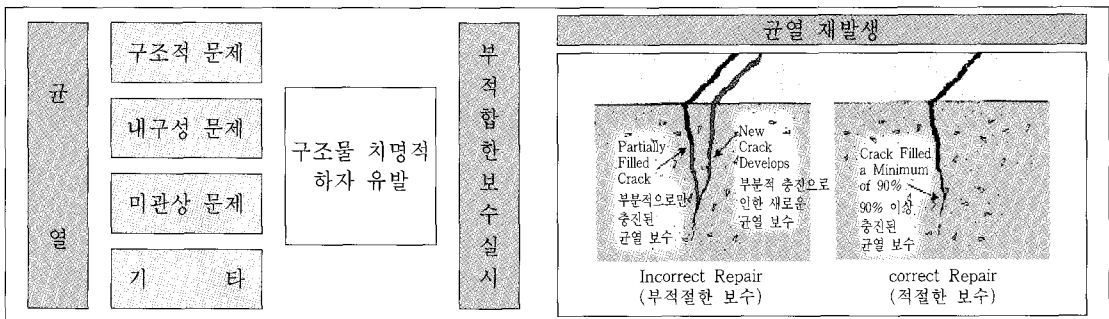 균
열
구조적 문제
내구성 문제
미관상 문제
기 타
구조물 치명적
하자 유발
부적합한보수실시
균열 재발생
Partially
Filled
Crack
부분적으로만
충진된
균열 보수
New
Crack
Develops
부분적 충진으로
인한 새로운
균열 보수
Incorrect Repair
(부적절한 보수)
Crack Filled
a Minimum
of 90%
90% 이상
충진된
균열 보수
correct Repair
(적절한 보수)